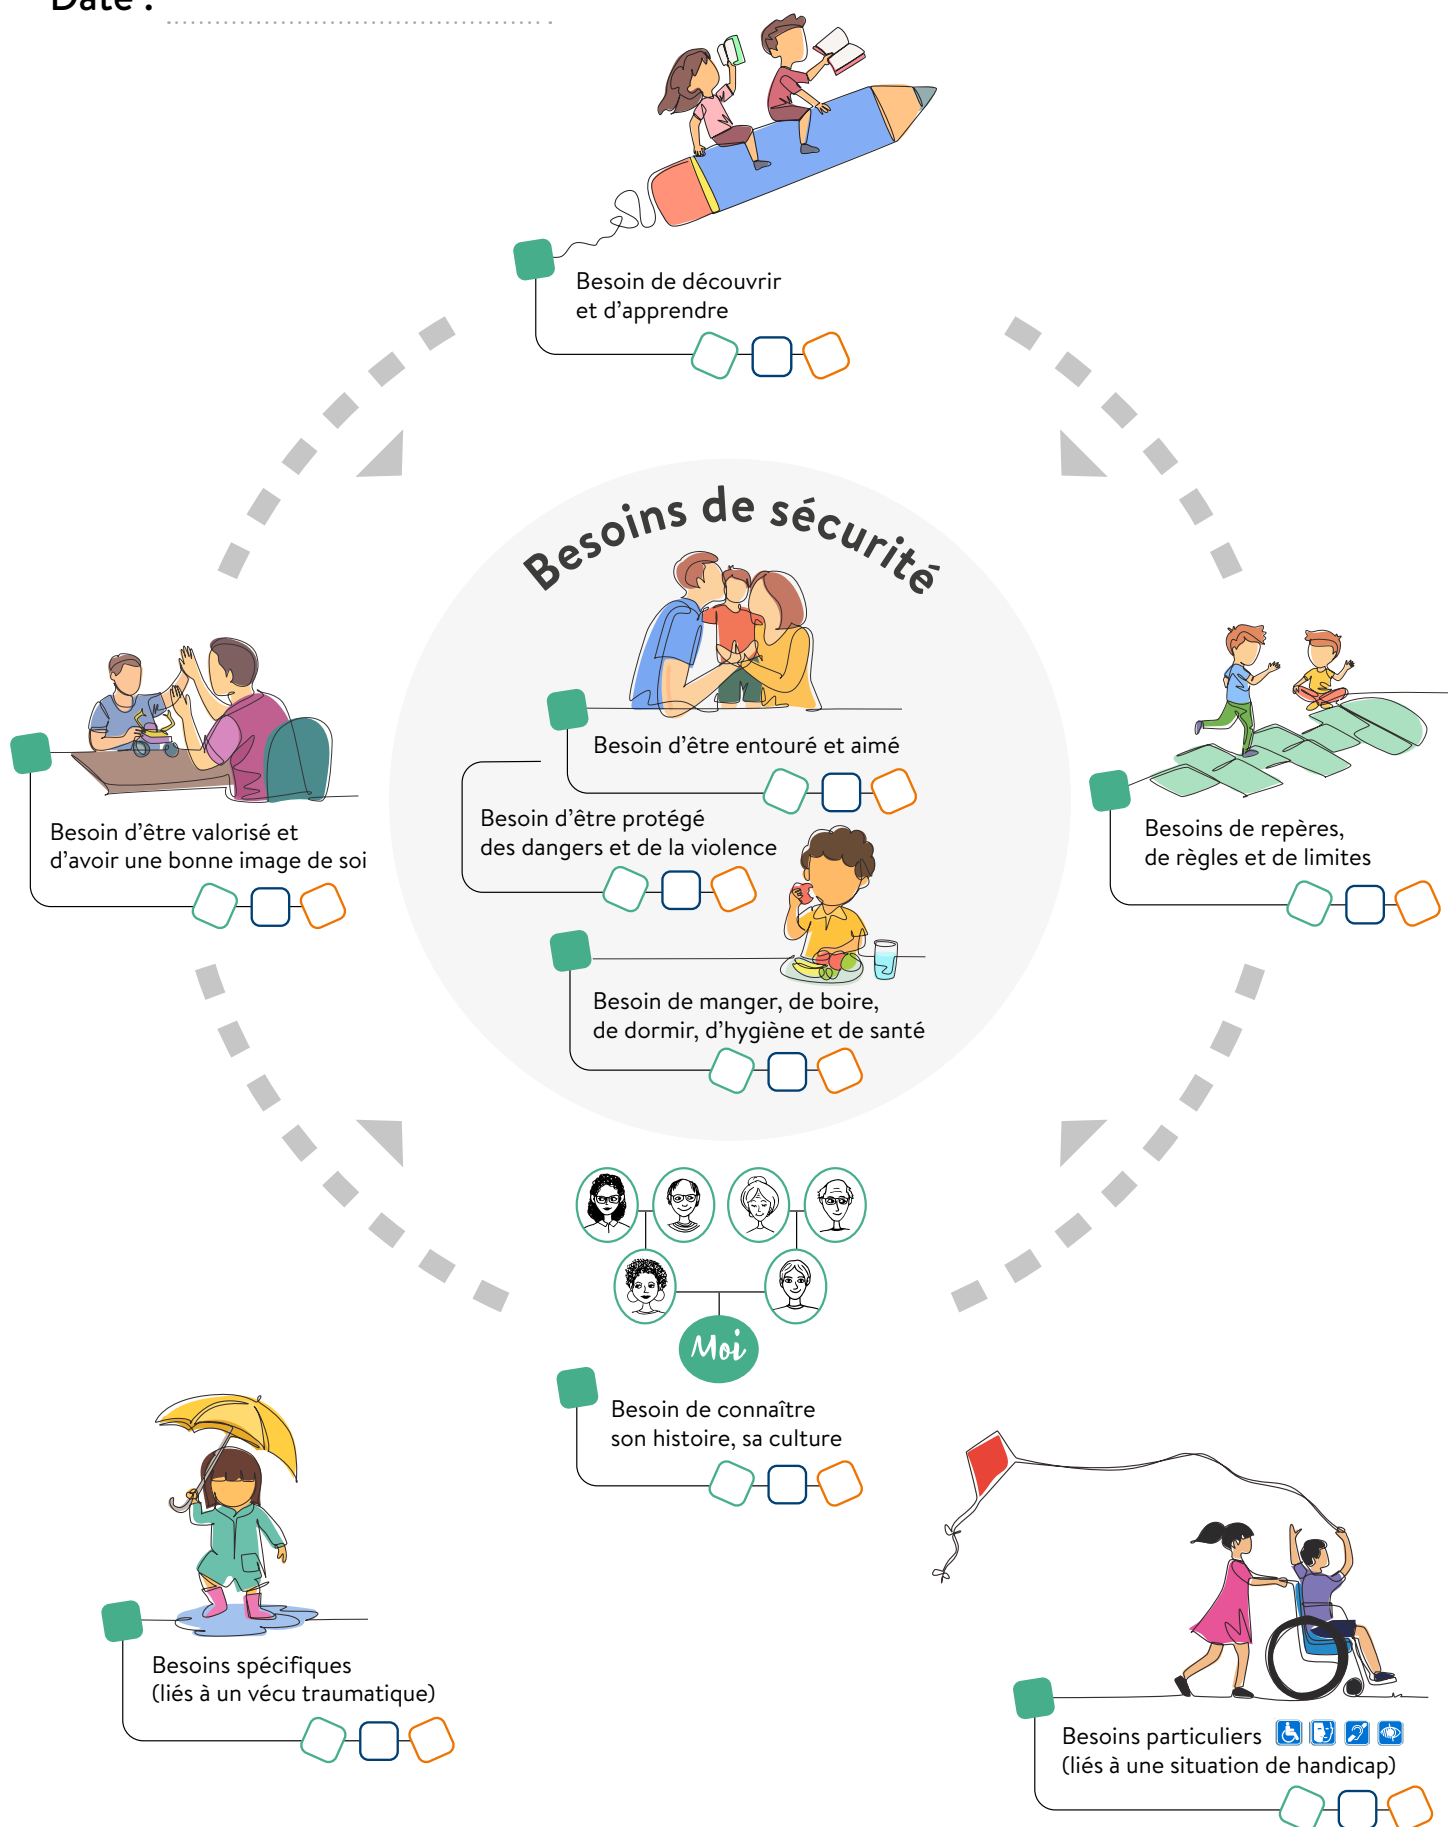 Date :
Besoin de découvrir
et d'apprendre
Besoins de sécurité
Besoin d'être entouré et aimé
Besoin d'être protégé
des dangers et de la violence
Besoin de manger, de boire,
de dormir, d'hygiène et de santé
Besoin d'être valorisé et
d'avoir une bonne image de soi
Besoins de repères,
de règles et de limites
Moi
Besoin de connaître
son histoire, sa culture
Besoins spécifiques
(liés à un vécu traumatique)
Besoins particuliers
(liés à une situation de handicap)